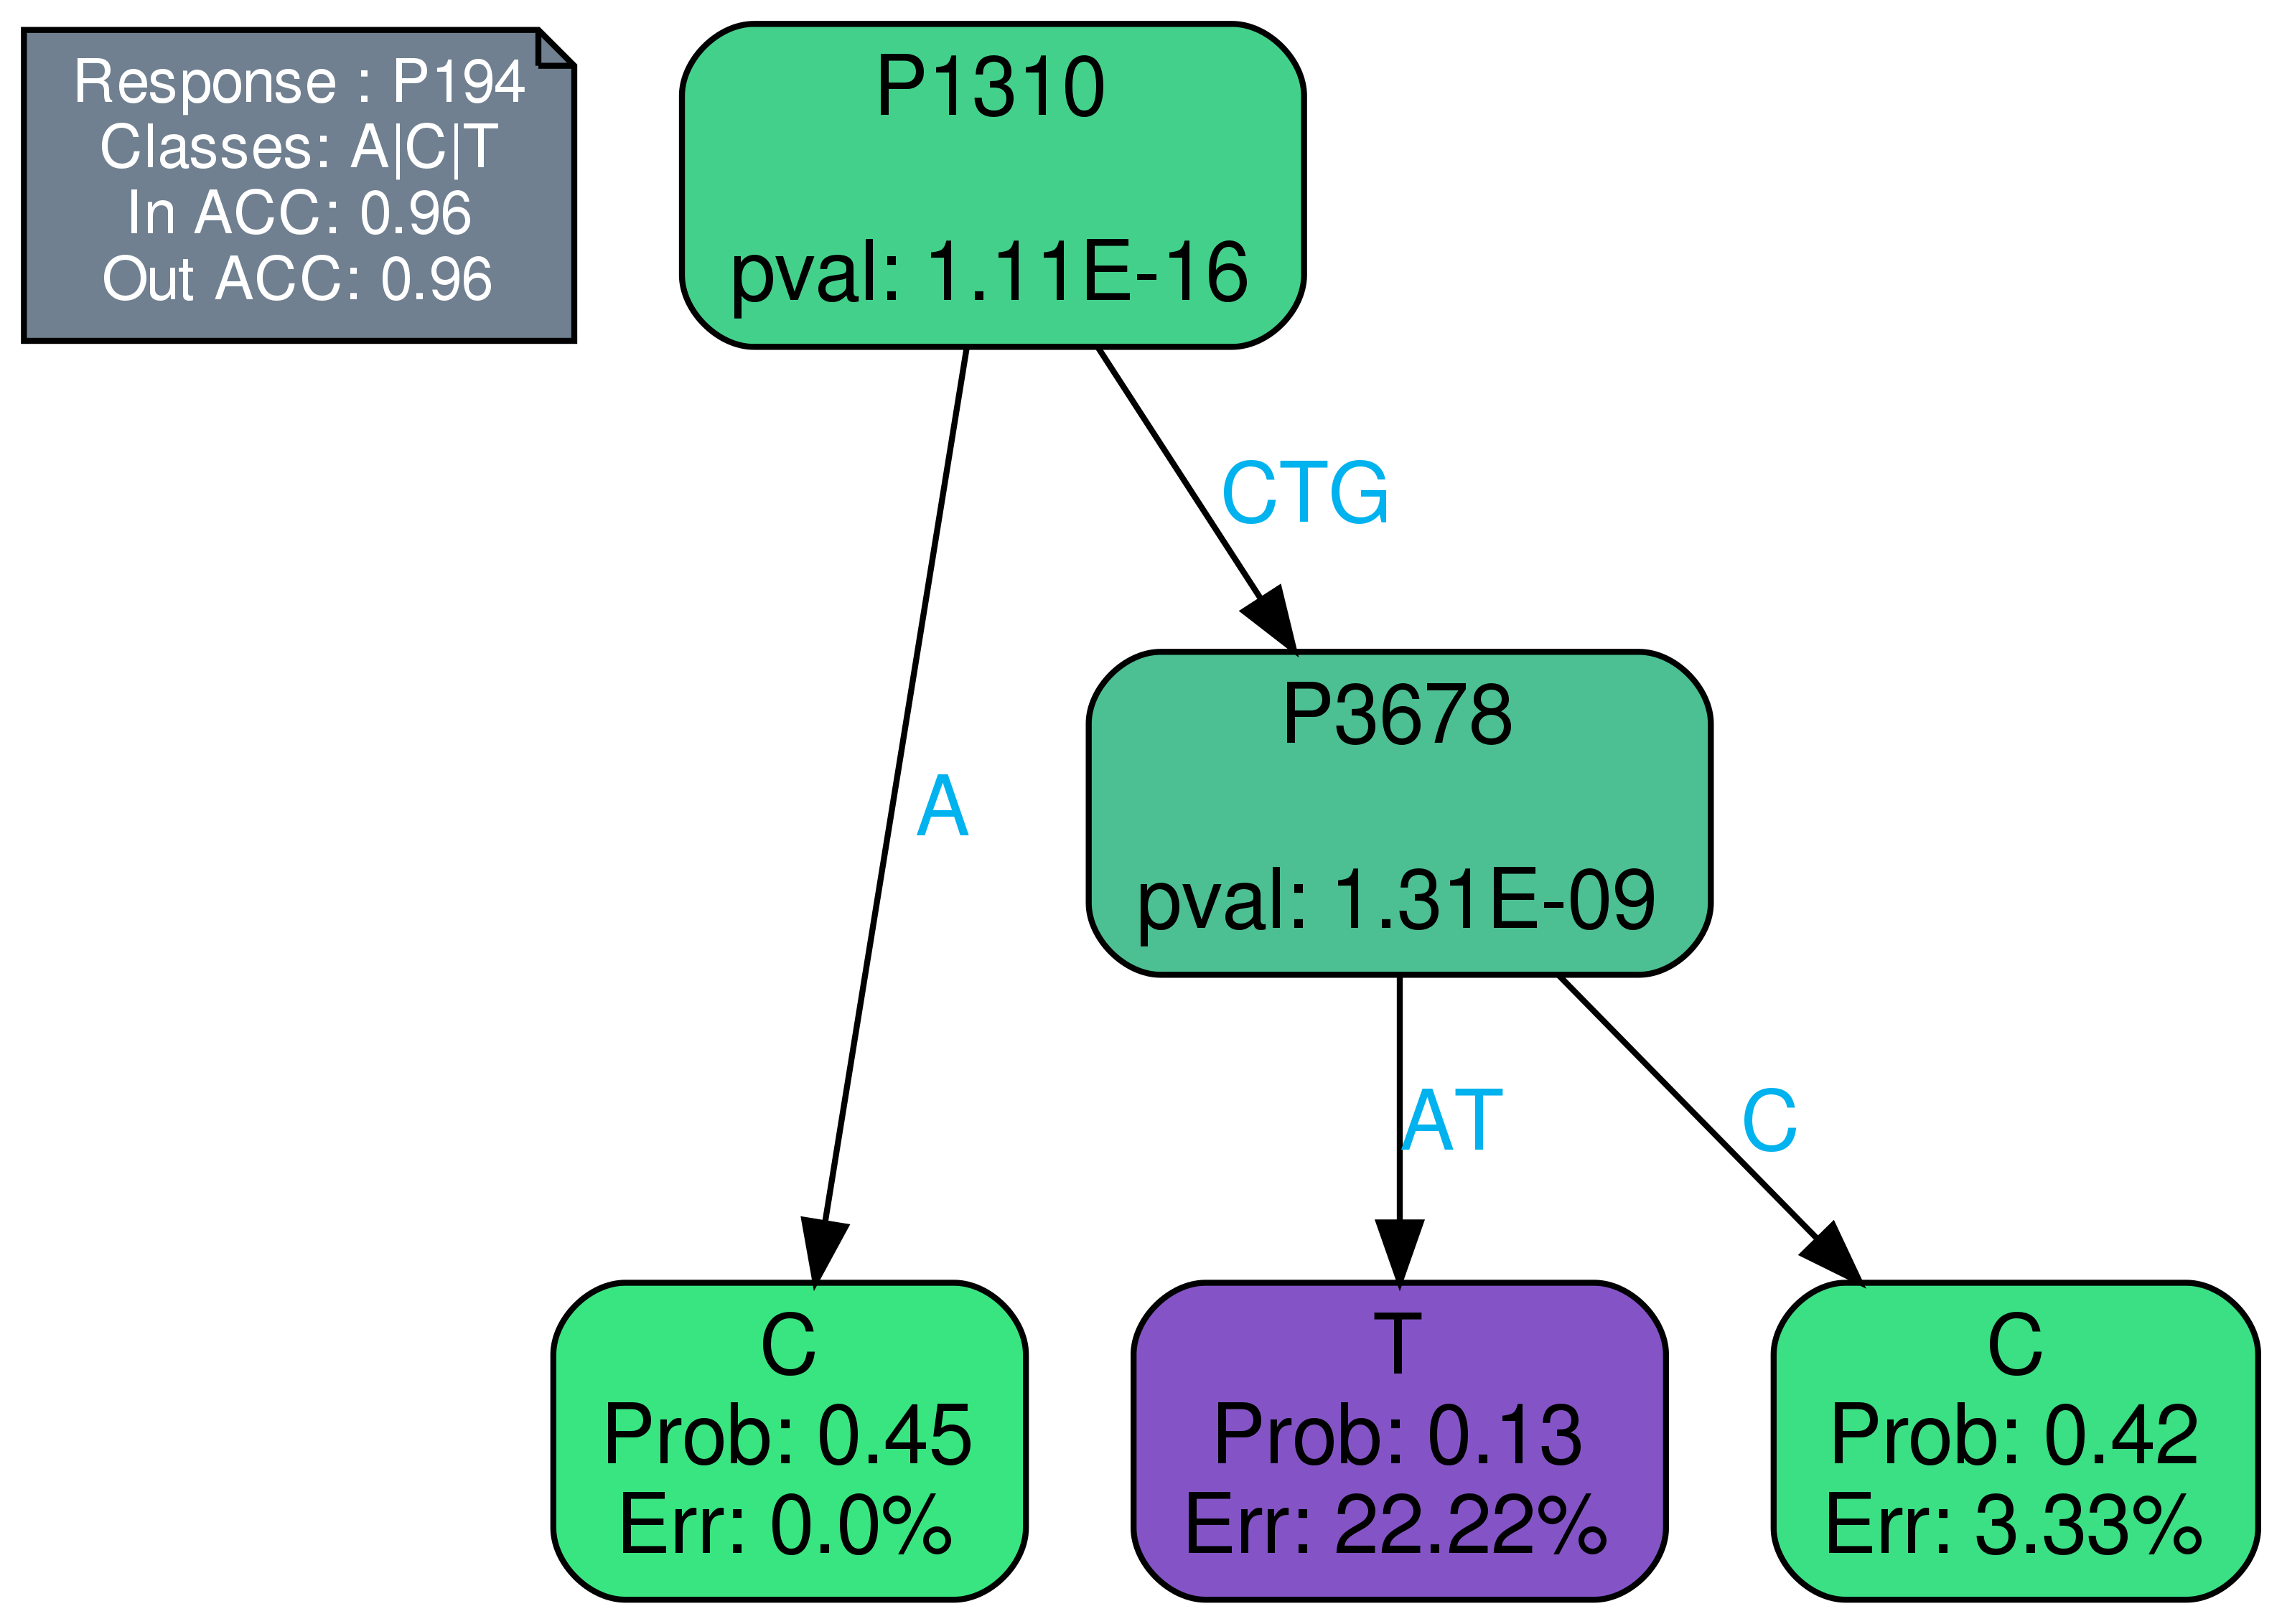 Response : P194
Classes: A|C|T
In ACC: 0.96
Out ACC: 0.96
P1310
pval: 1.11E-16
CTG
A
P3678
pval: 1.31E-09
AT
C
C
Prob: 0.45
Err: 0.0%
T
Prob: 0.13
Err: 22.22%
C
Prob: 0.42
Err: 3.33%